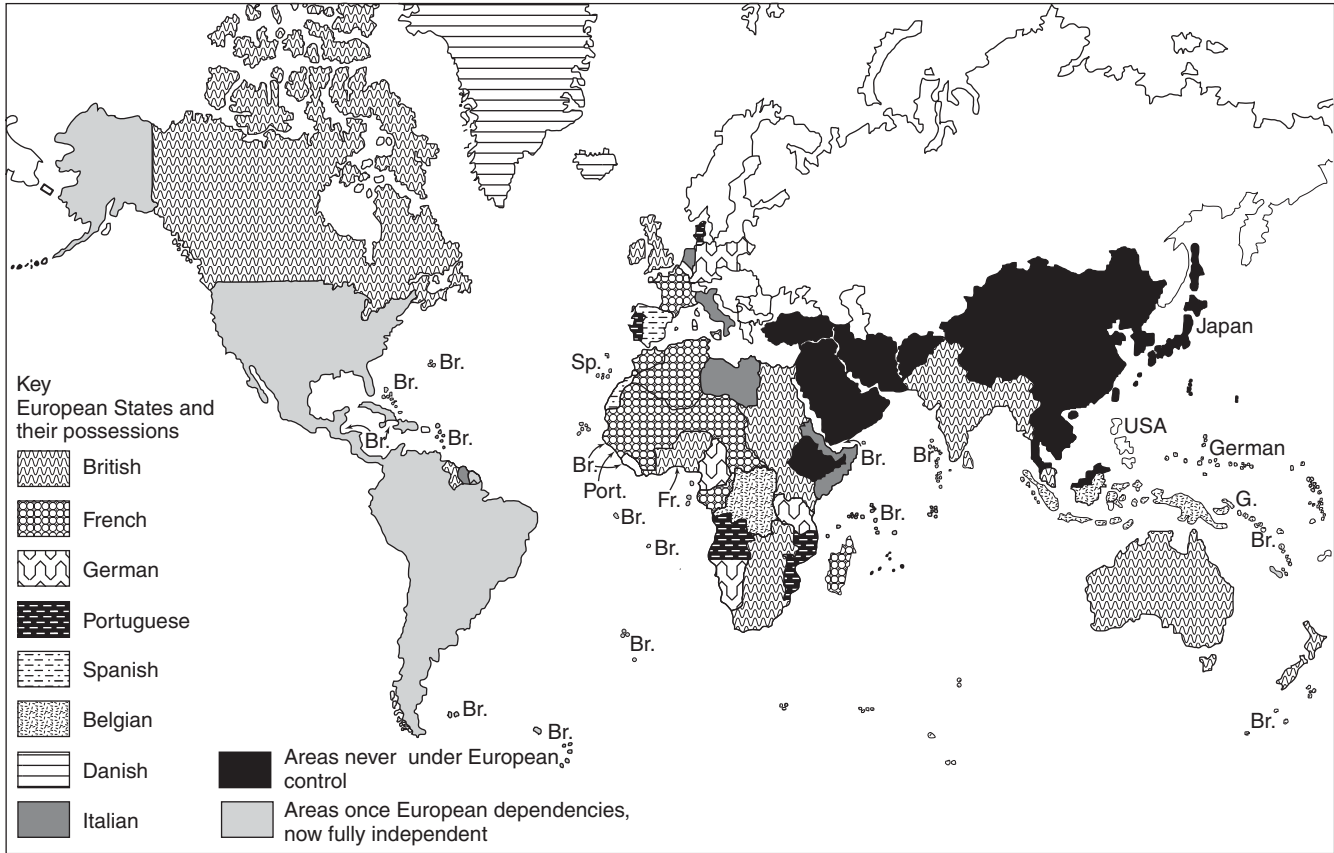 Japan
Br.
Sp.
Br.
Key
European States and
their possessions
USA
Br.
Br.
Br.
Br.
German
British
Br.
Port.
Fr.
G.
Br.
Br.
French
Br.
Br.
German
Portuguese
Br.
Spanish
Belgian
Br.
Br.
Br.
Danish
Areas never under European
control
Italian
Areas once European dependencies,
now fully independent